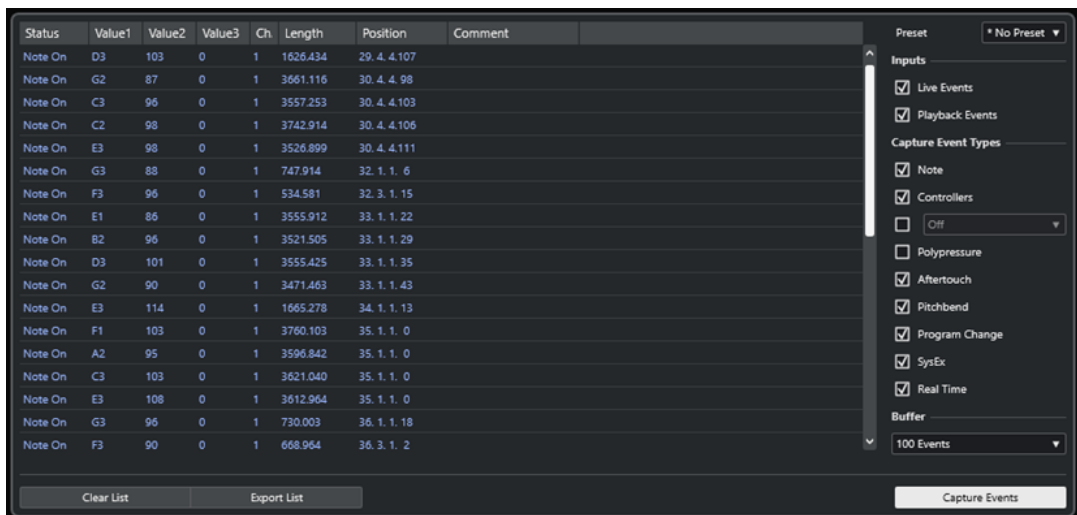 Status Value1 Value2 Value3 Ch. Length Position Comment
Note On D3 103 0 1 1626.434 29. 4. 4.107
Note On G2 87 0 1 3661.116 30. 4. 4. 98
Note On C3 96 0 1 3557.253 30. 4. 4.103
Note On C2 98 0 1 3742.914 30. 4. 4.106
Note On E3 98 0 1 3526.899 30. 4. 4.111
Note On G3 88 0 1 747.914 32. 1. 1. 6
Note On F3 96 0 1 534.581 32. 3. 1. 15
Note On E1 86 0 1 3555.912 33. 1. 1. 22
Note On B2 96 0 1 3521.505 33. 1. 1. 29
Note On D3 101 0 1 3555.425 33. 1. 1. 35
Note On G2 90 0 1 3471.463 33. 1. 1. 43
Note On E3 114 0 1 1665.278 34. 1. 1. 13
Note On F1 103 0 1 3760.103 35. 1. 1. 0
Note On A2 95 0 1 3596.842 35. 1. 1. 0
Note On C3 103 0 1 3621.040 35. 1. 1. 0
Note On E3 108 0 1 3612.964 35. 1. 1. 0
Note On G3 96 0 1 730.003 36. 1. 1. 18
Note On F3 90 0 1 668.964 36. 3. 1. 2
Clear List Export List
Preset * No Preset
Inputs
Live Events
Playback Events
Capture Event Types
Note
Controllers
Off
Polypressure
Aftertouch
Pitchbend
Program Change
SysEx
Real Time
Buffer
100 Events
Capture Events